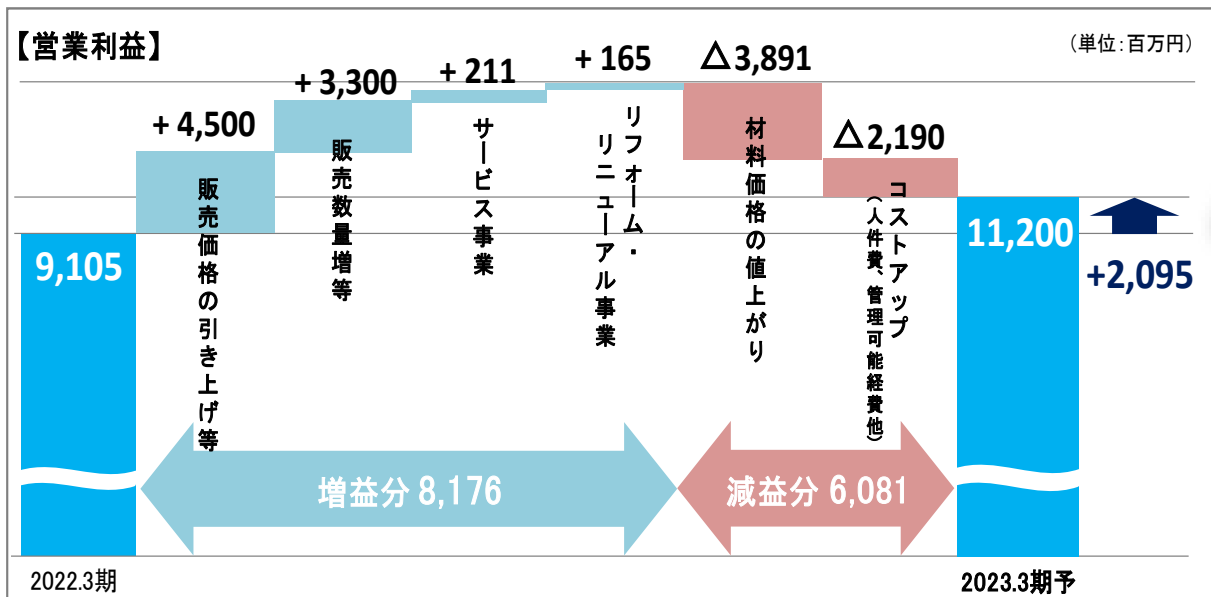 【営業利益】
（単位：百万円）
+ 4,500
+ 3,300
+ 211
+ 165
△3,891
△2,190
販売価格の引き上げ等
販売数量増等
サービス事業
リフォーム・
リニューアル事業
材料価格の値上がり
コストアップ
（人件費、管理可能経費他）
9,105
11,200
+2,095
増益分 8,176
減益分 6,081
2022.3期
2023.3期予